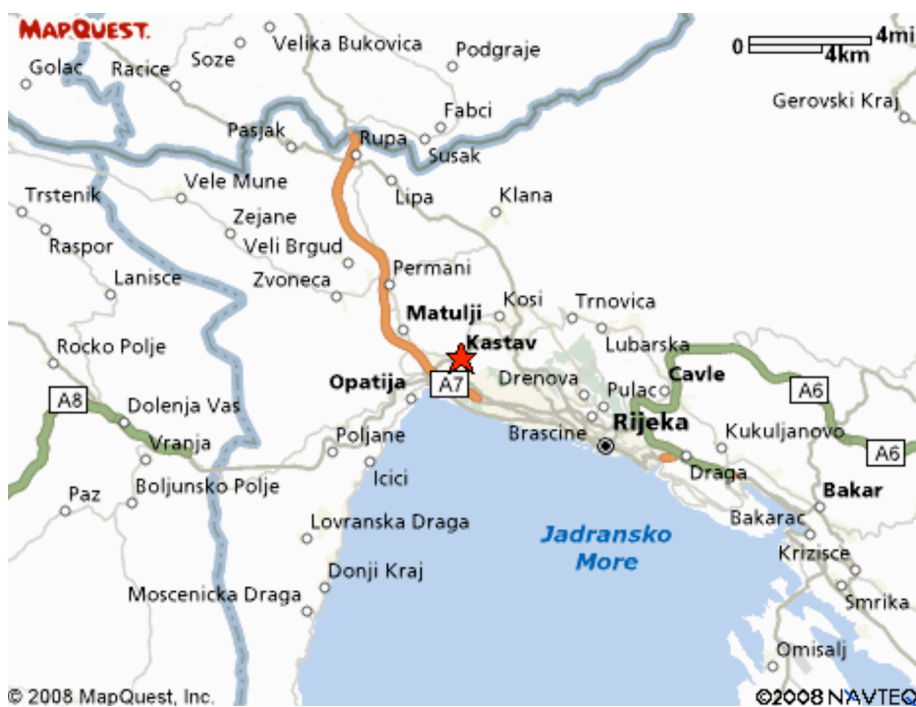 MAPQUEST.
Velika Bukovica
Soze
Podgraje
0 4mi
4km
Golac
Racice
Gerovski Kraj
Fabci
Pasjak
Rupa
Susak
Vele Mune
Lipa
Klana
Trstenik
Zejane
Raspor
Veli Brgud
Lanisce
Zvoneca
Permani
Kosi
Trnovica
Matulji
Kastav
Lubarska
Rocko Polje
Drenova
Cavle
Opatija
A7
Pulac
A6
A8
Dolenja Vas
Rijeka
Brascine
Kukuljanovo
Vranja
Poljane
A6
Draga
Icici
Paz
Boljunsko Polje
Bakar
Lovranska Draga
Bakarac
Jadransko
More
Krizisce
Donji Kraj
Moscenicka Draga
Smrika
Omisalj
© 2008 MapQuest, Inc.
©2008 NAVTEQ